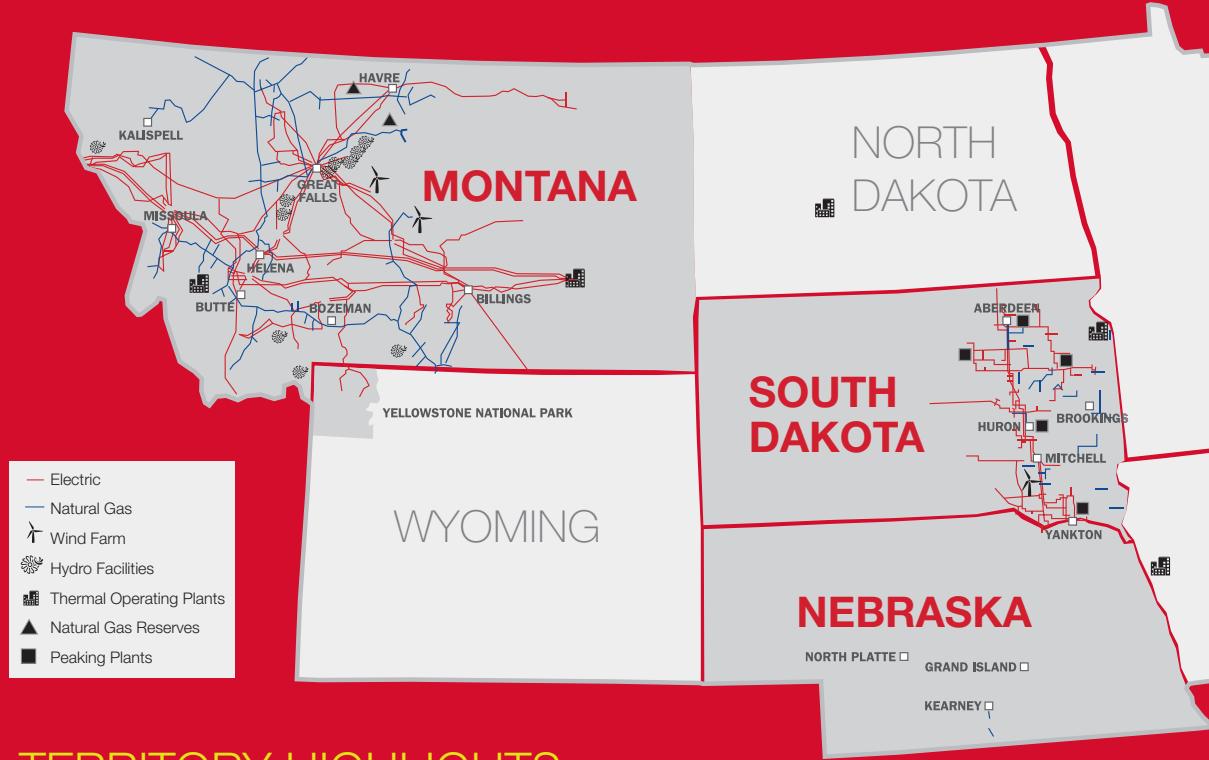 HAVRE
KALISPELL
GREAT
FALLS
MONTANA
MISSOULA
HELENA
BUTTE
BOZEMAN
BILLINGS
NORTH
DAKOTA
ABERDEEN
SOUTH
DAKOTA
HURON
BROOKINGS
MITCHELL
YANKTON
YELLOWSTONE NATIONAL PARK
WYOMING
NEBRASKA
NORTH PLATTE
GRAND ISLAND
KEARNEY
Electric
Natural Gas
Wind Farm
Hydro Facilities
Thermal Operating Plants
Natural Gas Reserves
Peaking Plants
TERRITORY HIGHLIGHTS